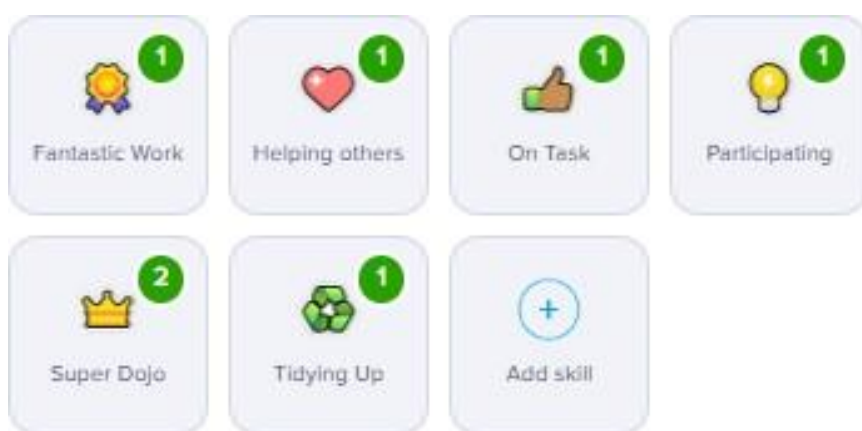 1 1 1 1
Fantastic Work Helping others On Task Participating
2 1
Super Dojo Tidying Up Add skill